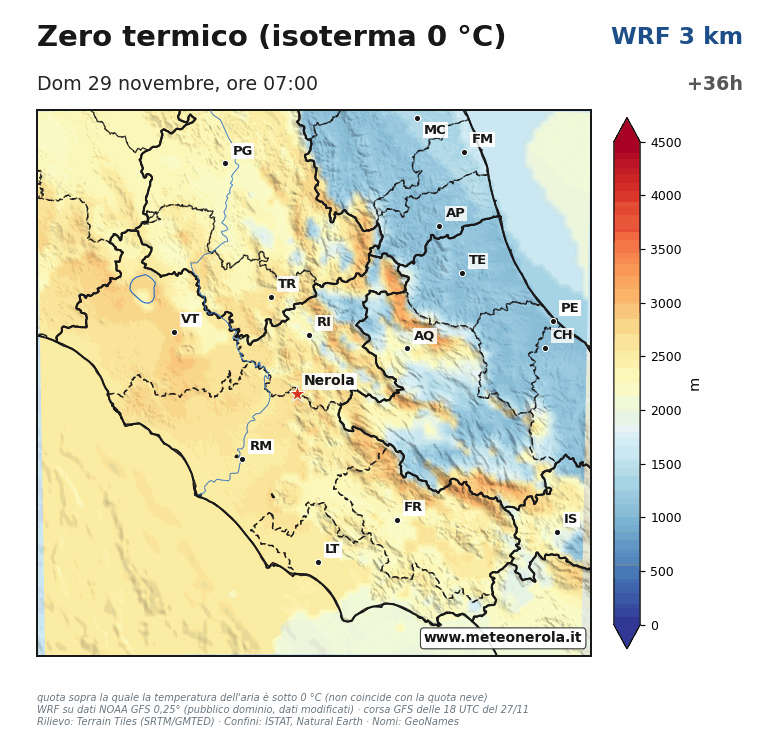 Zero termico (isoterma 0 °C)
WRF 3 km
Dom 29 novembre, ore 07:00
+36h
MC
FM
PG
AP
TE
TR
PE
VT
RI
CH
AQ
Nerola
RM
FR
IS
LT
4500
4000
3500
3000
2500
2000
1500
1000
500
0
m
www.meteonerola.it
quota sopra la quale la temperatura dell'aria è sotto 0 °C (non coincide con la quota neve)
WRF su dati NOAA GFS 0,25° (pubblico dominio, dati modificati) · corsa GFS delle 18 UTC del 27/11
Rilievo: Terrain Tiles (SRTM/GMTED) · Confini: ISTAT, Natural Earth · Nomi: GeoNames